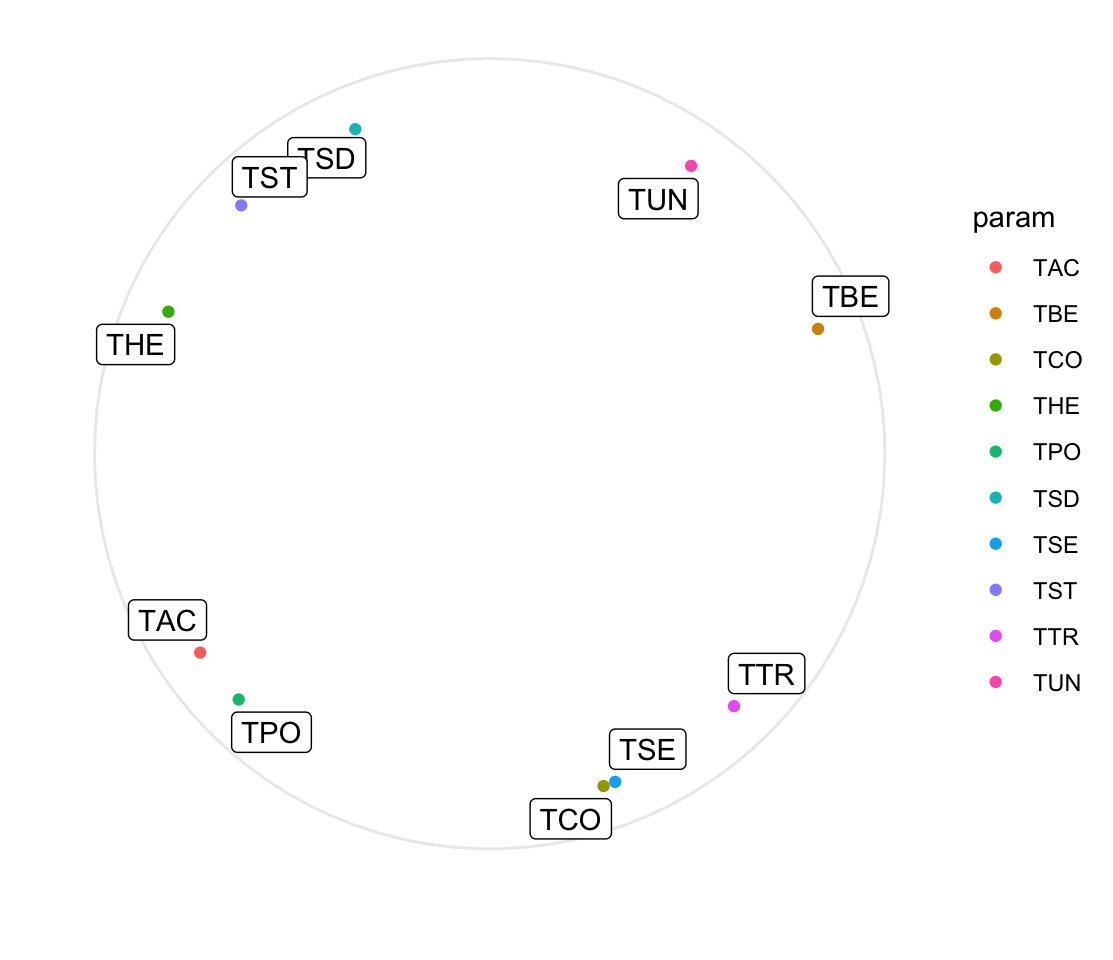 TSD
TST
TUN
TBE
THE
TAC
TPO
TTR
TSE
TCO
param
TAC
TBE
TCO
THE
TPO
TSD
TSE
TST
TTR
TUN